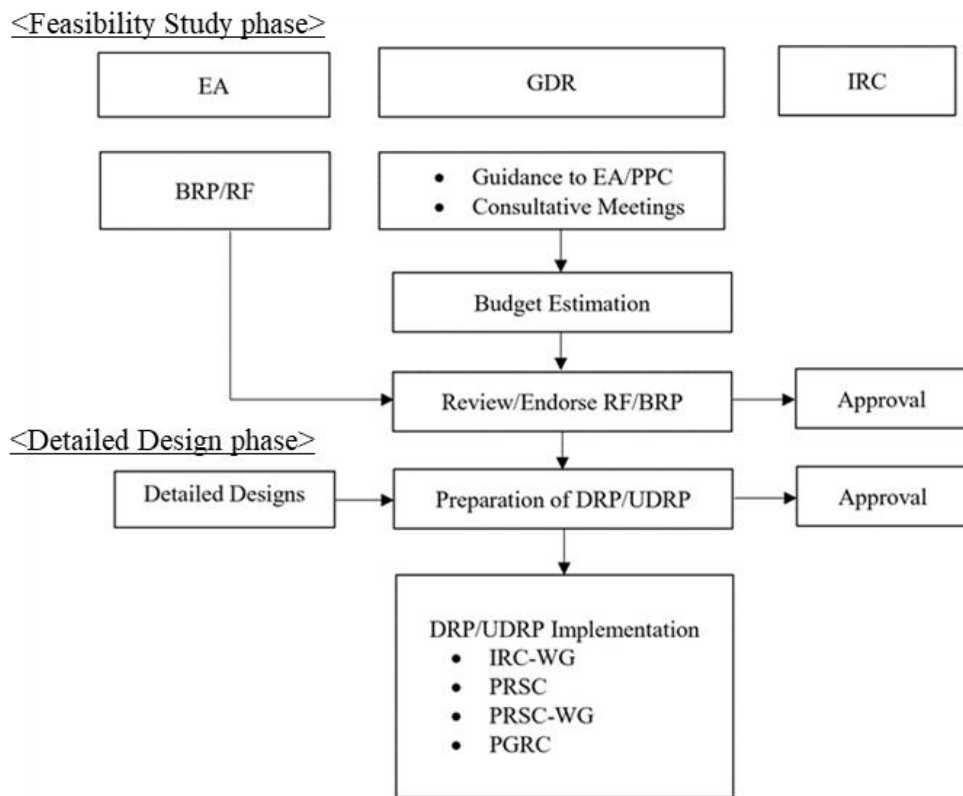 <Feasibility Study phase>
EA
GDR
IRC
BRP/RF
• Guidance to EA/PPC
• Consultative Meetings
Budget Estimation
Review/Endorse RF/BRP
Approval
<Detailed Design phase>
Detailed Designs
Preparation of DRP/UDRP
Approval
DRP/UDRP Implementation
• IRC-WG
• PRSC
• PRSC-WG
• PGRC